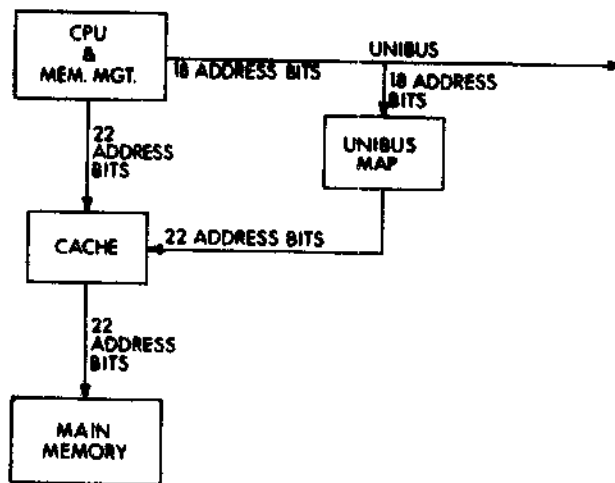 CPU
&
MEM. MGT.
UNIBUS
18 ADDRESS BITS
18 ADDRESS
BITS
22
ADDRESS
BITS
UNIBUS
MAP
CACHE
22 ADDRESS BITS
22
ADDRESS
BITS
MAIN
MEMORY